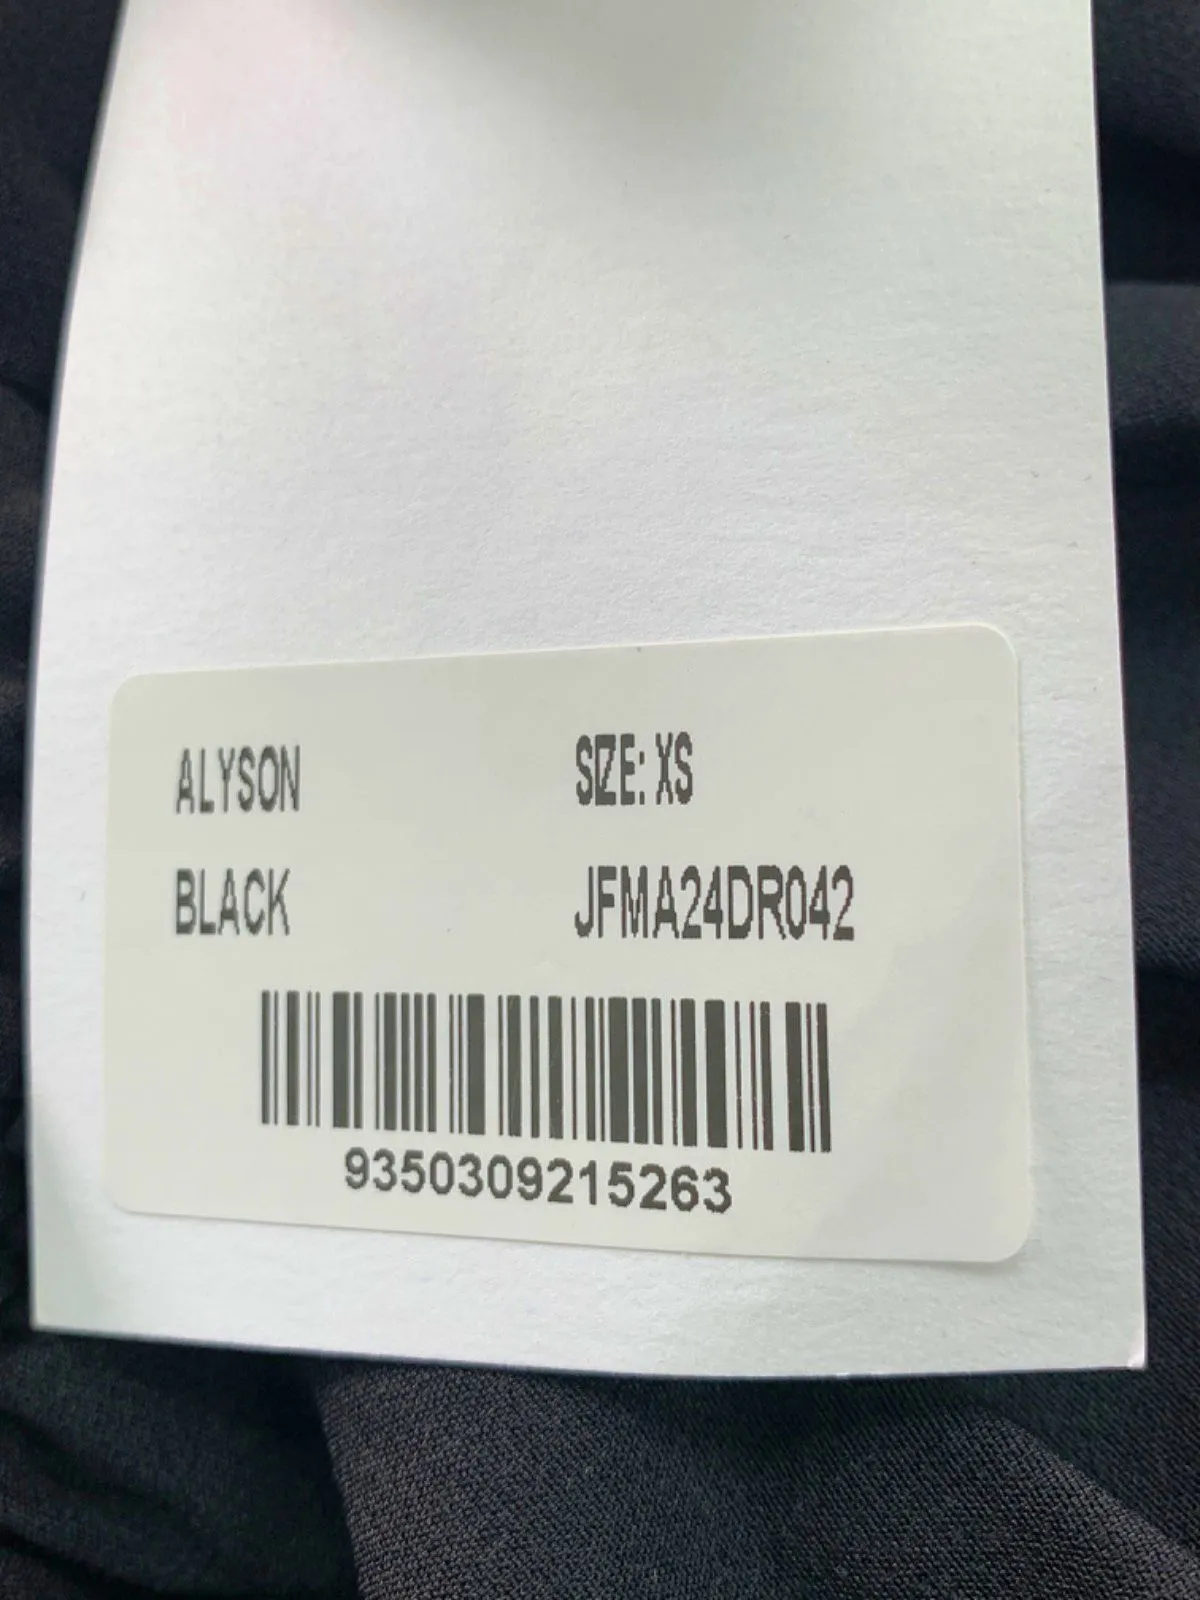 ALYSON SIZE: XS
BLACK JFMA24DR042
9350309215263